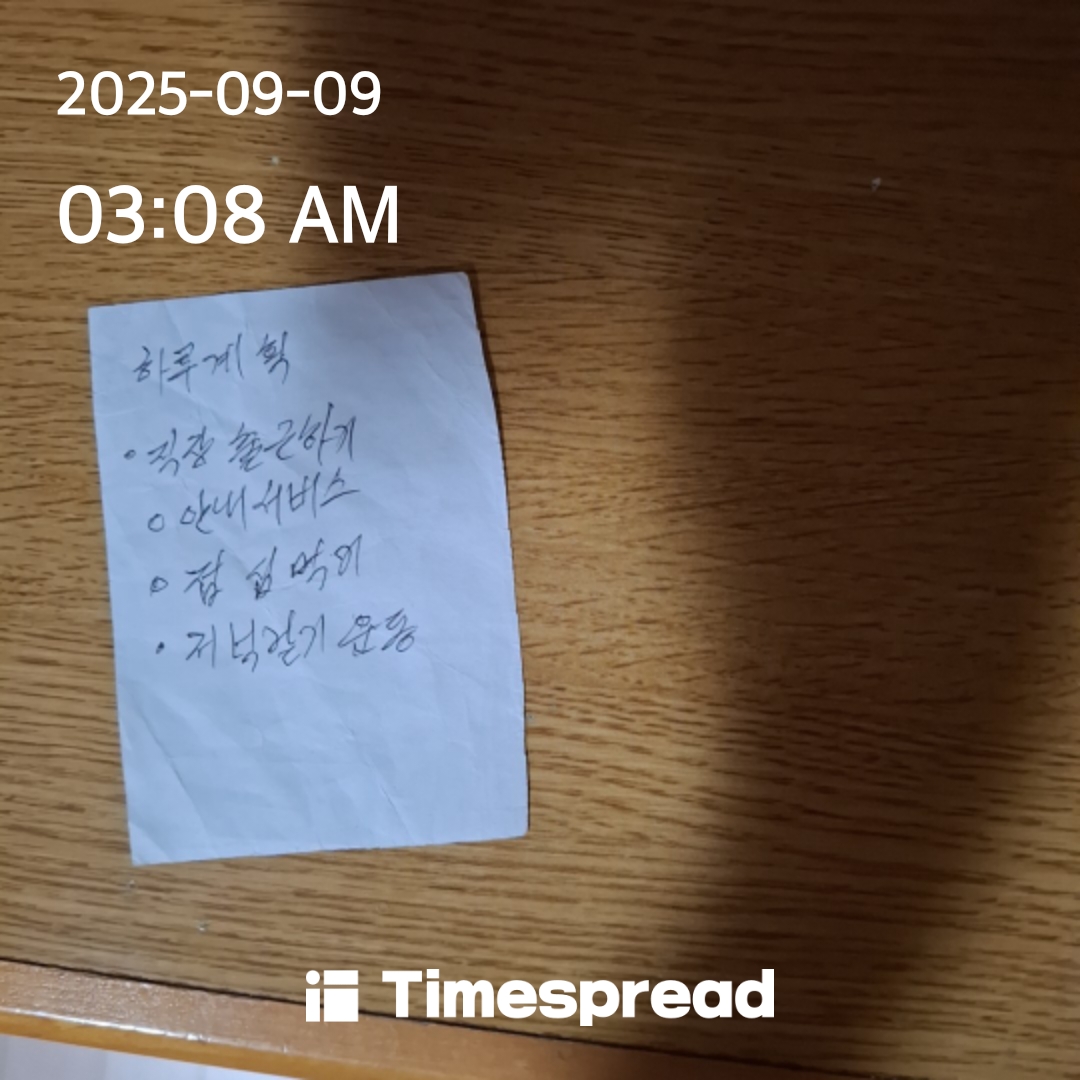 2025-09-09
03:08 AM
하루계획
• 직장 출근하기
○ 안내서비스
○ 점심먹이
• 저녁걷기 운동
Timespread